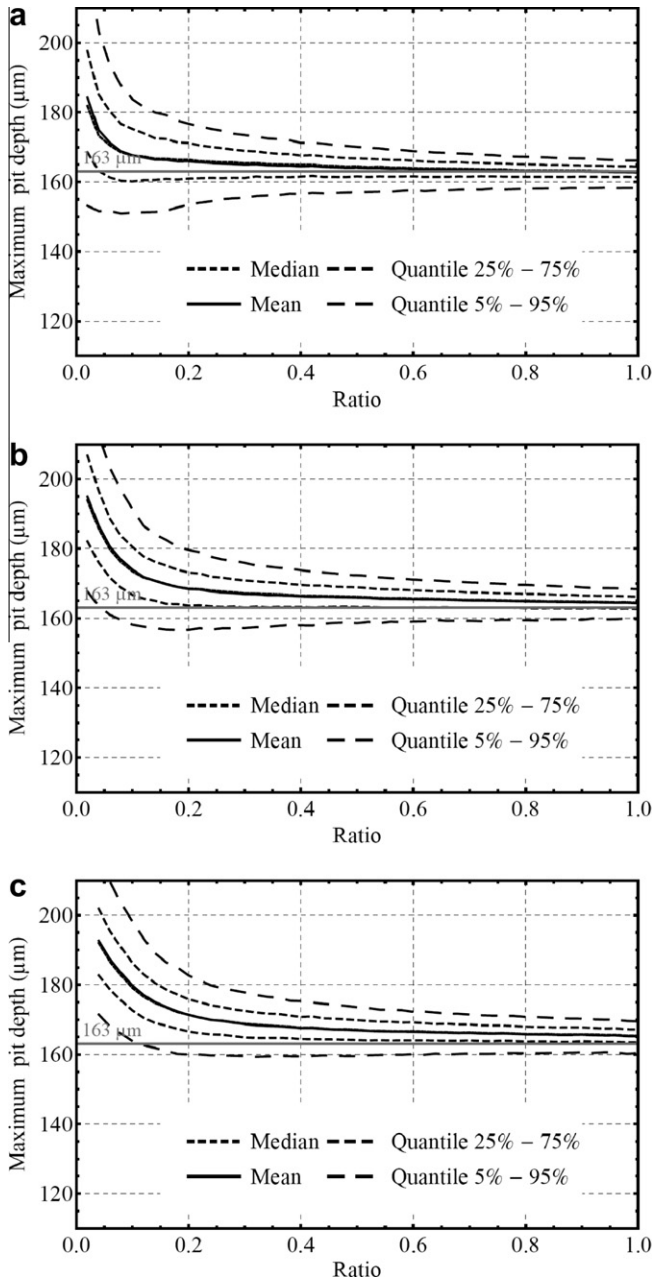 a
Maximum pit depth (μm)
200
180
160
140
120
163 μm
Median
Quantile 25% – 75%
Mean
Quantile 5% – 95%
0.0 0.2 0.4 0.6 0.8 1.0
Ratio
b
Maximum pit depth (μm)
200
180
160
140
120
163 μm
Median
Quantile 25% – 75%
Mean
Quantile 5% – 95%
0.0 0.2 0.4 0.6 0.8 1.0
Ratio
c
Maximum pit depth (μm)
200
180
160
140
120
163 μm
Median
Quantile 25% – 75%
Mean
Quantile 5% – 95%
0.0 0.2 0.4 0.6 0.8 1.0
Ratio